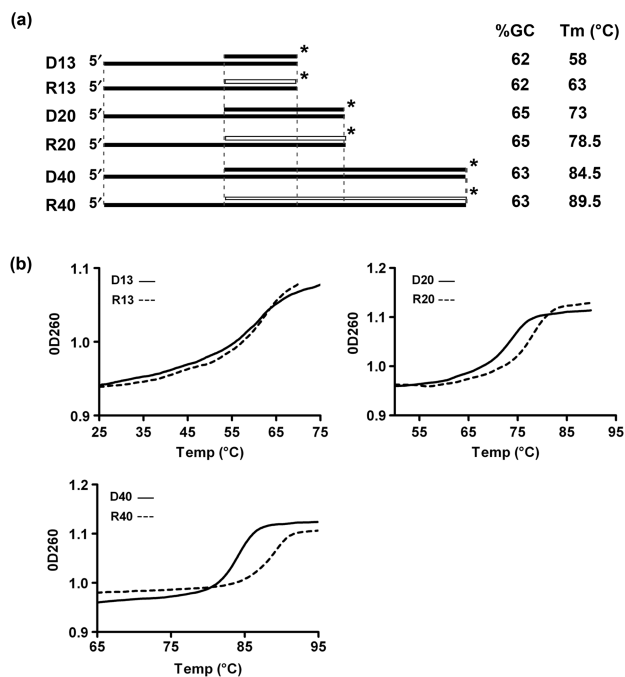 (a)
%GC Tm (°C)
D13 5′ * 62 58
R13 5′ * 62 63
D20 5′ * 65 73
R20 5′ * 65 78.5
D40 5′ * 63 84.5
R40 5′ * 63 89.5
(b)
D13
R13
1.1
1.0
0.9
0D260
25 35 45 55 65 75
Temp (°C)
D20
R20
1.2
1.1
1.0
0.9
0D260
55 65 75 85 95
Temp (°C)
D40
R40
1.2
1.1
1.0
0.9
0D260
65 75 85 95
Temp (°C)